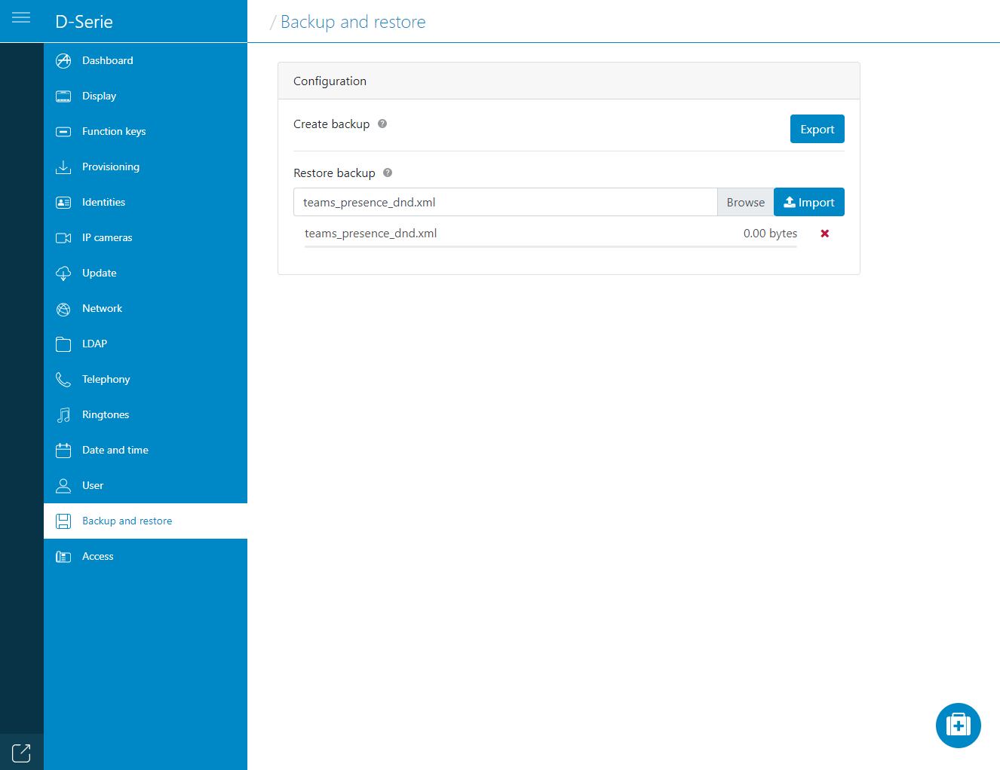 D-Serie
/ Backup and restore
Dashboard
Display
Function keys
Provisioning
Identities
IP cameras
Update
Network
LDAP
Telephony
Ringtones
Date and time
User
Backup and restore
Access
Configuration
Create backup ?
Export
Restore backup ?
teams_presence_dnd.xml Browse Import
teams_presence_dnd.xml 0.00 bytes